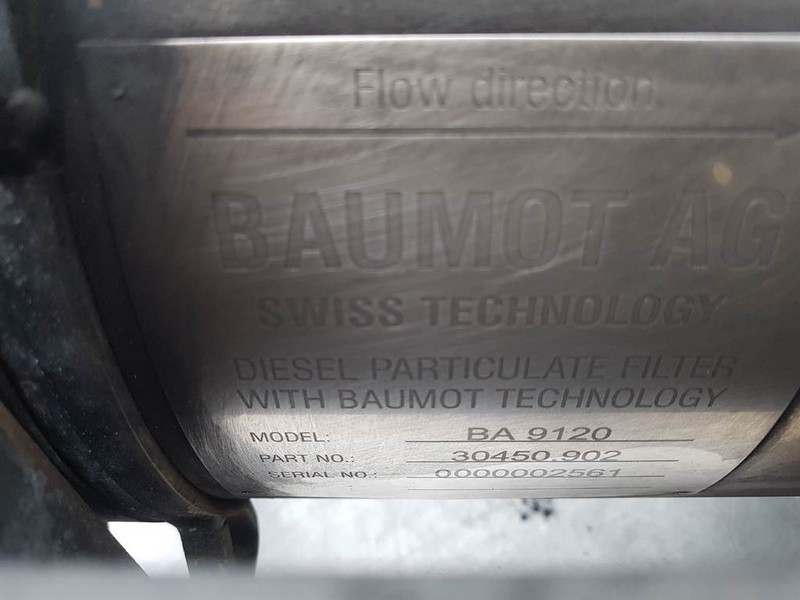 Flow direction
BAUMOT AG
SWISS TECHNOLOGY
DIESEL PARTICULATE FILTER
WITH BAUMOT TECHNOLOGY
MODEL: BA 9120
PART NO.: 30450.902
SERIAL NO.: 0000002561